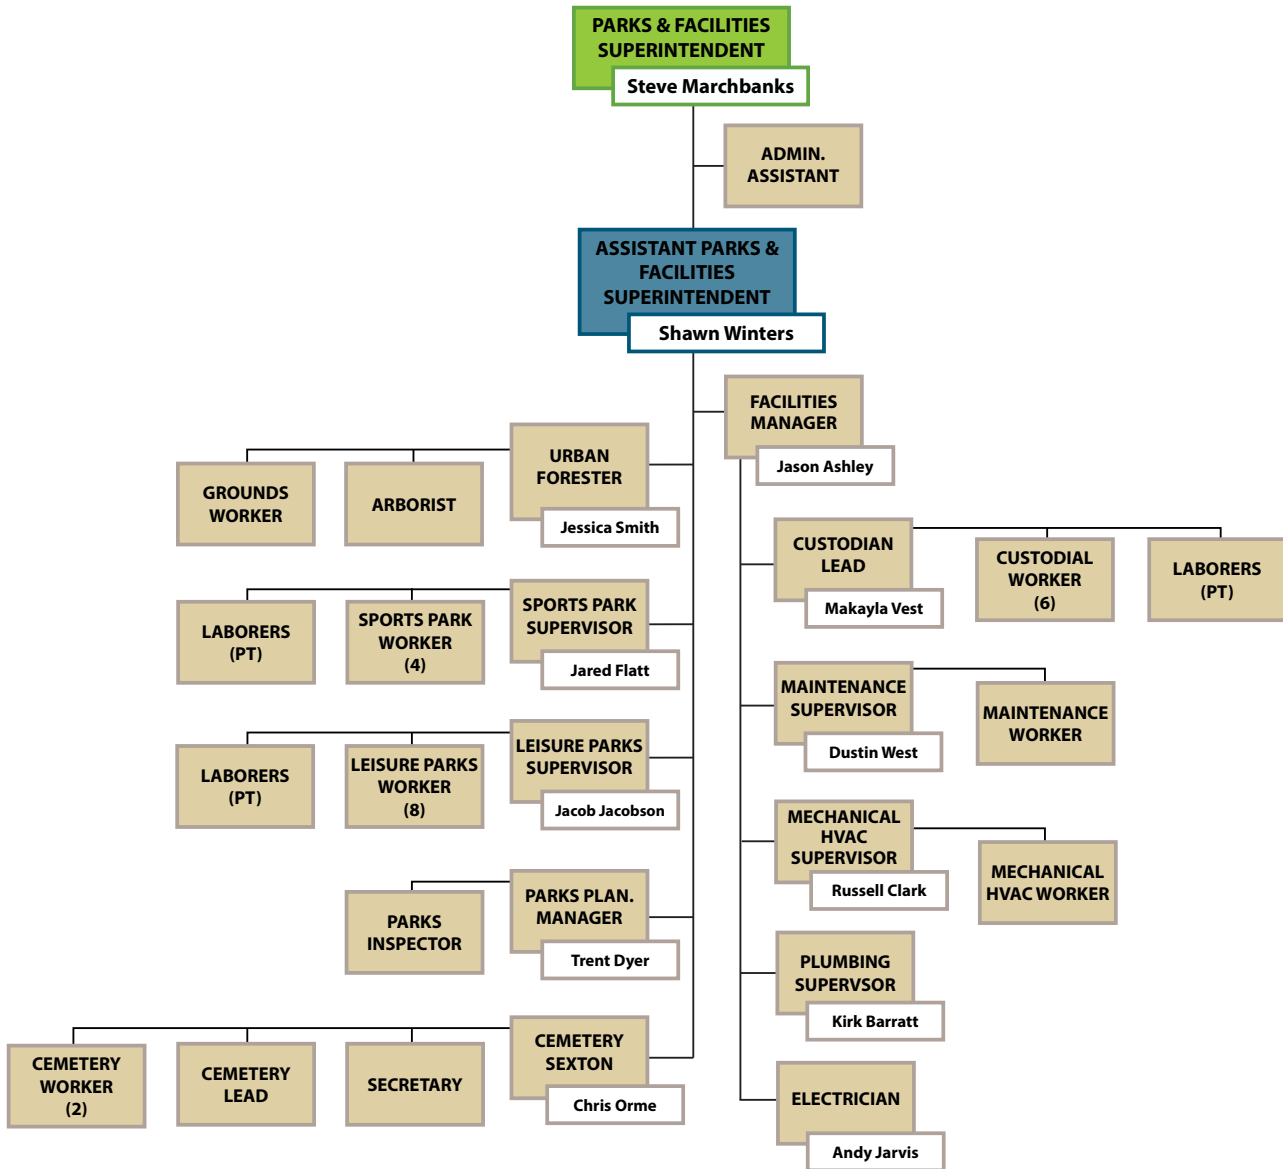 PARKS & FACILITIES
SUPERINTENDENT
Steve Marchbanks
ADMIN.
ASSISTANT
ASSISTANT PARKS &
FACILITIES
SUPERINTENDENT
Shawn Winters
FACILITIES
MANAGER
Jason Ashley
URBAN
FORESTER
Jessica Smith
ARBORIST
GROUNDS
WORKER
SPORTS PARK
SUPERVISOR
Jared Flatt
SPORTS PARK
WORKER
(4)
LABORERS
(PT)
LEISURE PARKS
SUPERVISOR
Jacob Jacobson
LEISURE PARKS
WORKER
(8)
LABORERS
(PT)
PARKS PLAN.
MANAGER
Trent Dyer
PARKS
INSPECTOR
CEMETERY
SEXTON
Chris Orme
SECRETARY
CEMETERY
LEAD
CEMETERY
WORKER
(2)
CUSTODIAN
LEAD
Makayla Vest
CUSTODIAL
WORKER
(6)
LABORERS
(PT)
MAINTENANCE
SUPERVISOR
Dustin West
MAINTENANCE
WORKER
MECHANICAL
HVAC
SUPERVISOR
Russell Clark
MECHANICAL
HVAC WORKER
PLUMBING
SUPERVSOR
Kirk Barratt
ELECTRICIAN
Andy Jarvis